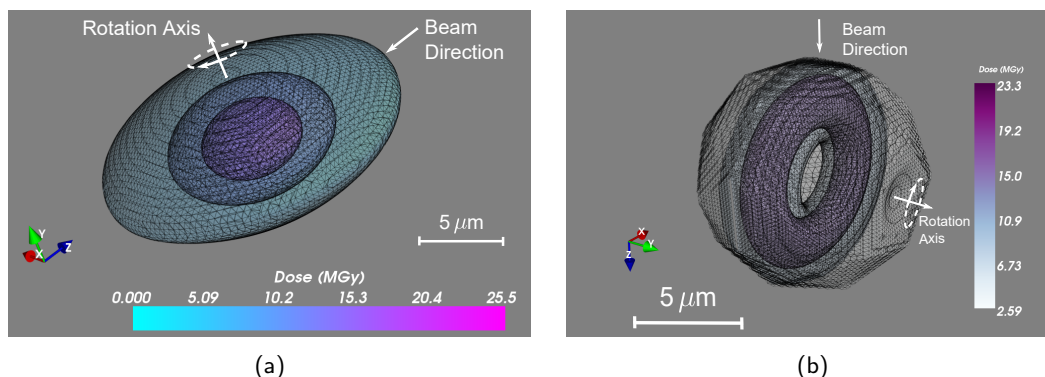 Rotation Axis
Beam
Direction
Y
X
Z
5 μm
Dose (MGy)
0.000 5.09 10.2 15.3 20.4 25.5
(a)
Beam
Direction
Dose (MGy)
23.3
19.2
15.0
10.9
6.73
2.59
Rotation
Axis
X
Y
Z
5 μm
(b)